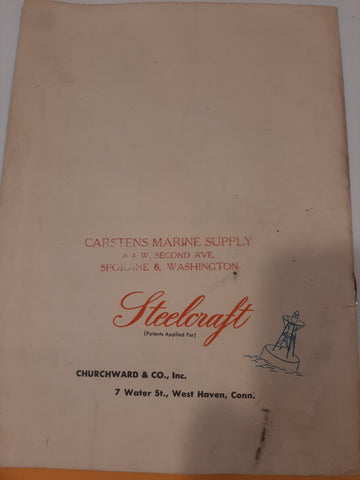 CARSTENS MARINE SUPPLY
W. SECOND AVE.
SPOKANE 8, WASHINGTON
Steelcraft
(Patents Applied For)
CHURCHWARD & CO., Inc.
7 Water St., West Haven, Conn.